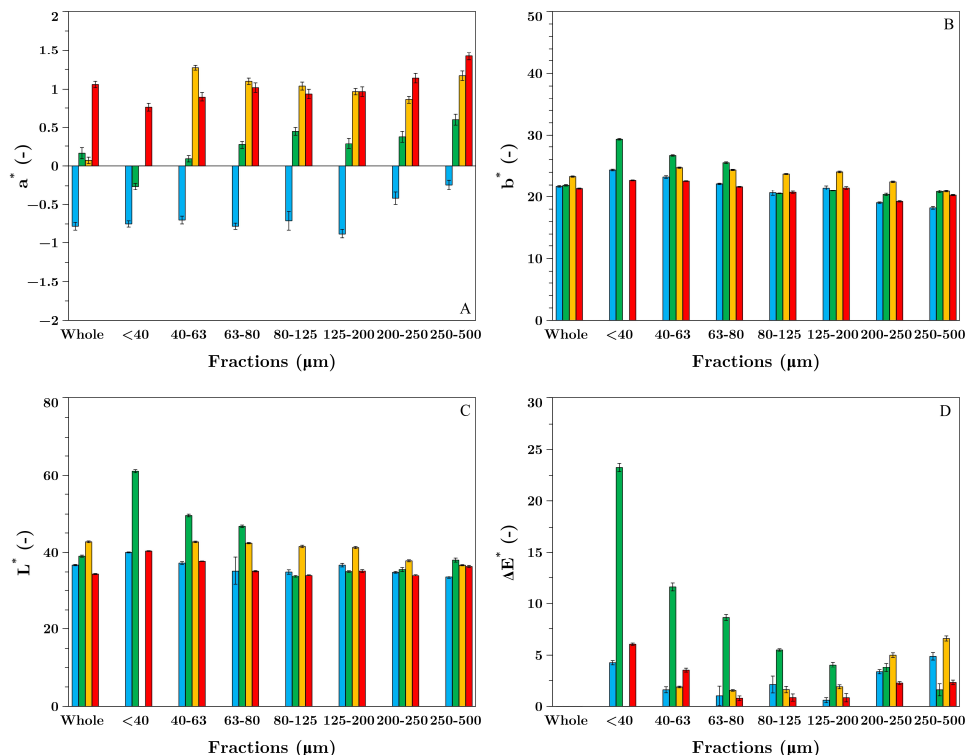 2
1.5
1
0.5
0
−0.5
−1
−1.5
−2
a* (-)
A
Whole <40 40-63 63-80 80-125 125-200 200-250 250-500
Fractions (µm)
50
40
30
20
10
0
b* (-)
B
Whole <40 40-63 63-80 80-125 125-200 200-250 250-500
Fractions (µm)
80
60
40
20
0
L* (-)
C
Whole <40 40-63 63-80 80-125 125-200 200-250 250-500
Fractions (µm)
30
25
20
15
10
5
0
ΔE* (-)
D
Whole <40 40-63 63-80 80-125 125-200 200-250 250-500
Fractions (µm)